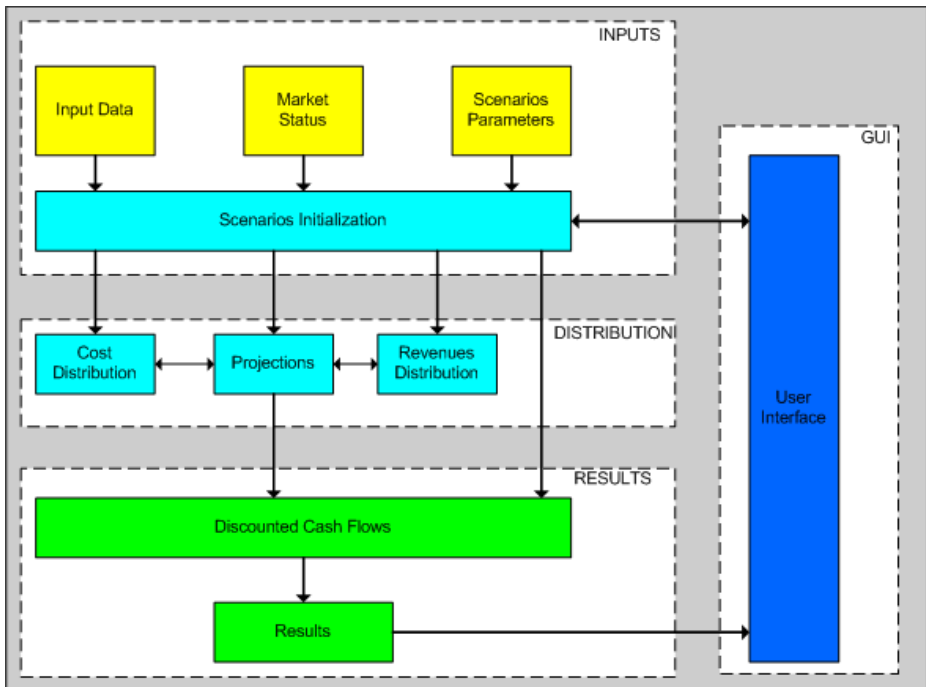 INPUTS
Input Data
Market
Status
Scenarios
Parameters
GUI
Scenarios Initialization
DISTRIBUTION
Cost
Distribution
Projections
Revenues
Distribution
User
Interface
RESULTS
Discounted Cash Flows
Results